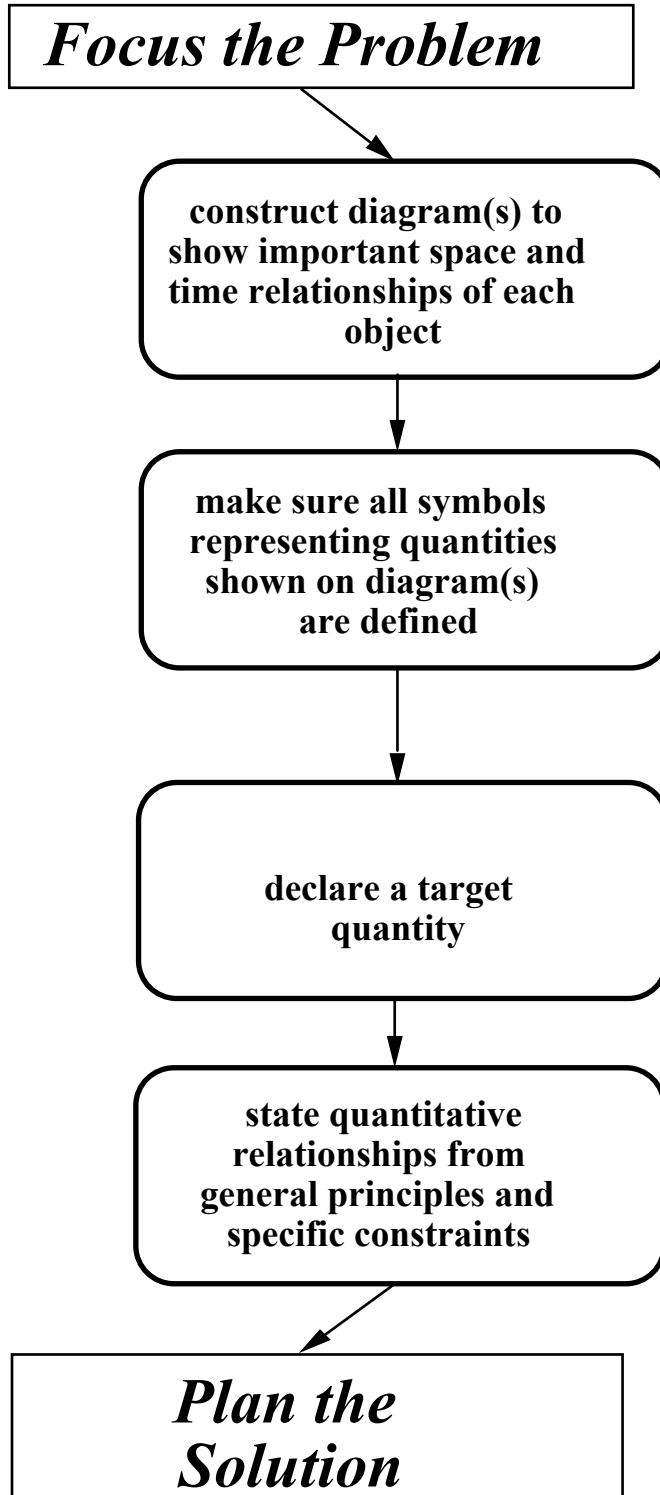 Focus the Problem
construct diagram(s) to
show important space and
time relationships of each
object
make sure all symbols
representing quantities
shown on diagram(s)
are defined
declare a target
quantity
state quantitative
relationships from
general principles and
specific constraints
Plan the
Solution